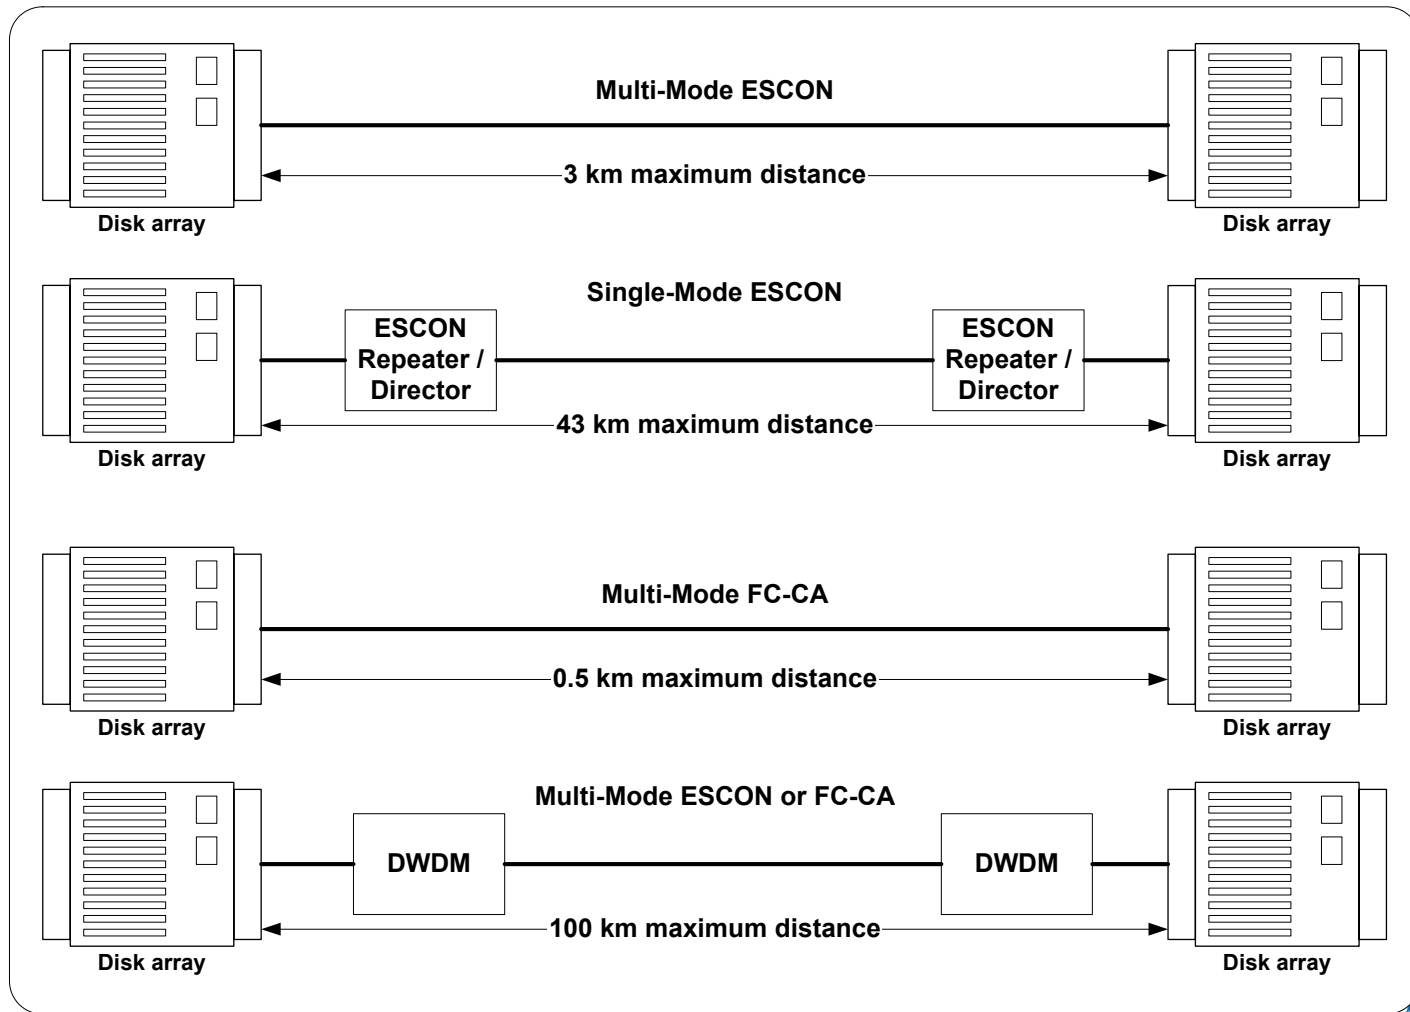 Multi-Mode ESCON
3 km maximum distance
Disk array
Disk array
Single-Mode ESCON
ESCON
Repeater /
Director
ESCON
Repeater /
Director
43 km maximum distance
Disk array
Disk array
Multi-Mode FC-CA
0.5 km maximum distance
Disk array
Disk array
Multi-Mode ESCON or FC-CA
DWDM
DWDM
100 km maximum distance
Disk array
Disk array